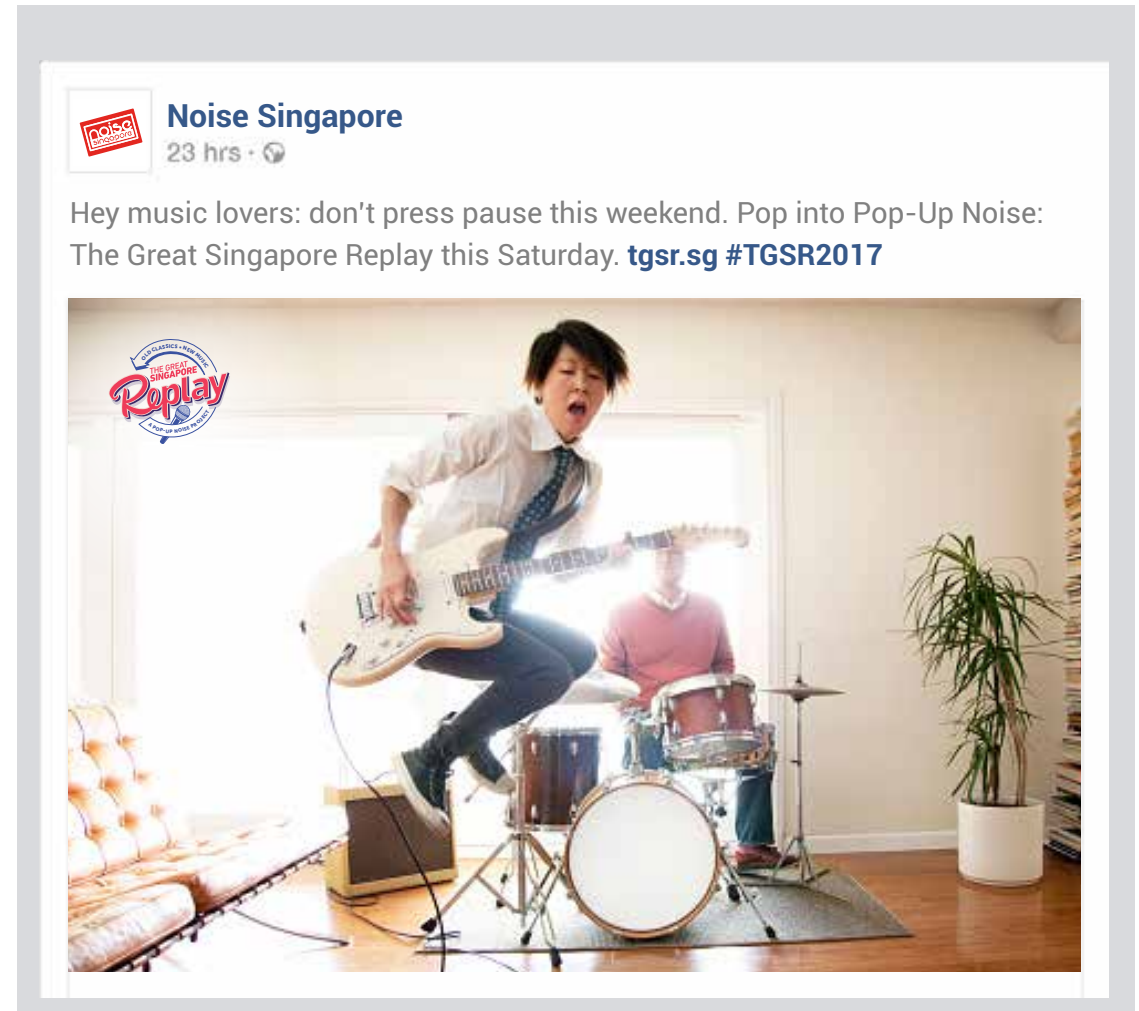 noise
singapore
Noise Singapore
23 hrs ·
Hey music lovers: don't press pause this weekend. Pop into Pop-Up Noise:
The Great Singapore Replay this Saturday. tgsr.sg #TGSR2017
OLD CLASSICS • NEW MUSIC
THE GREAT
SINGAPORE
Replay
A POP-UP NOISE PROJECT